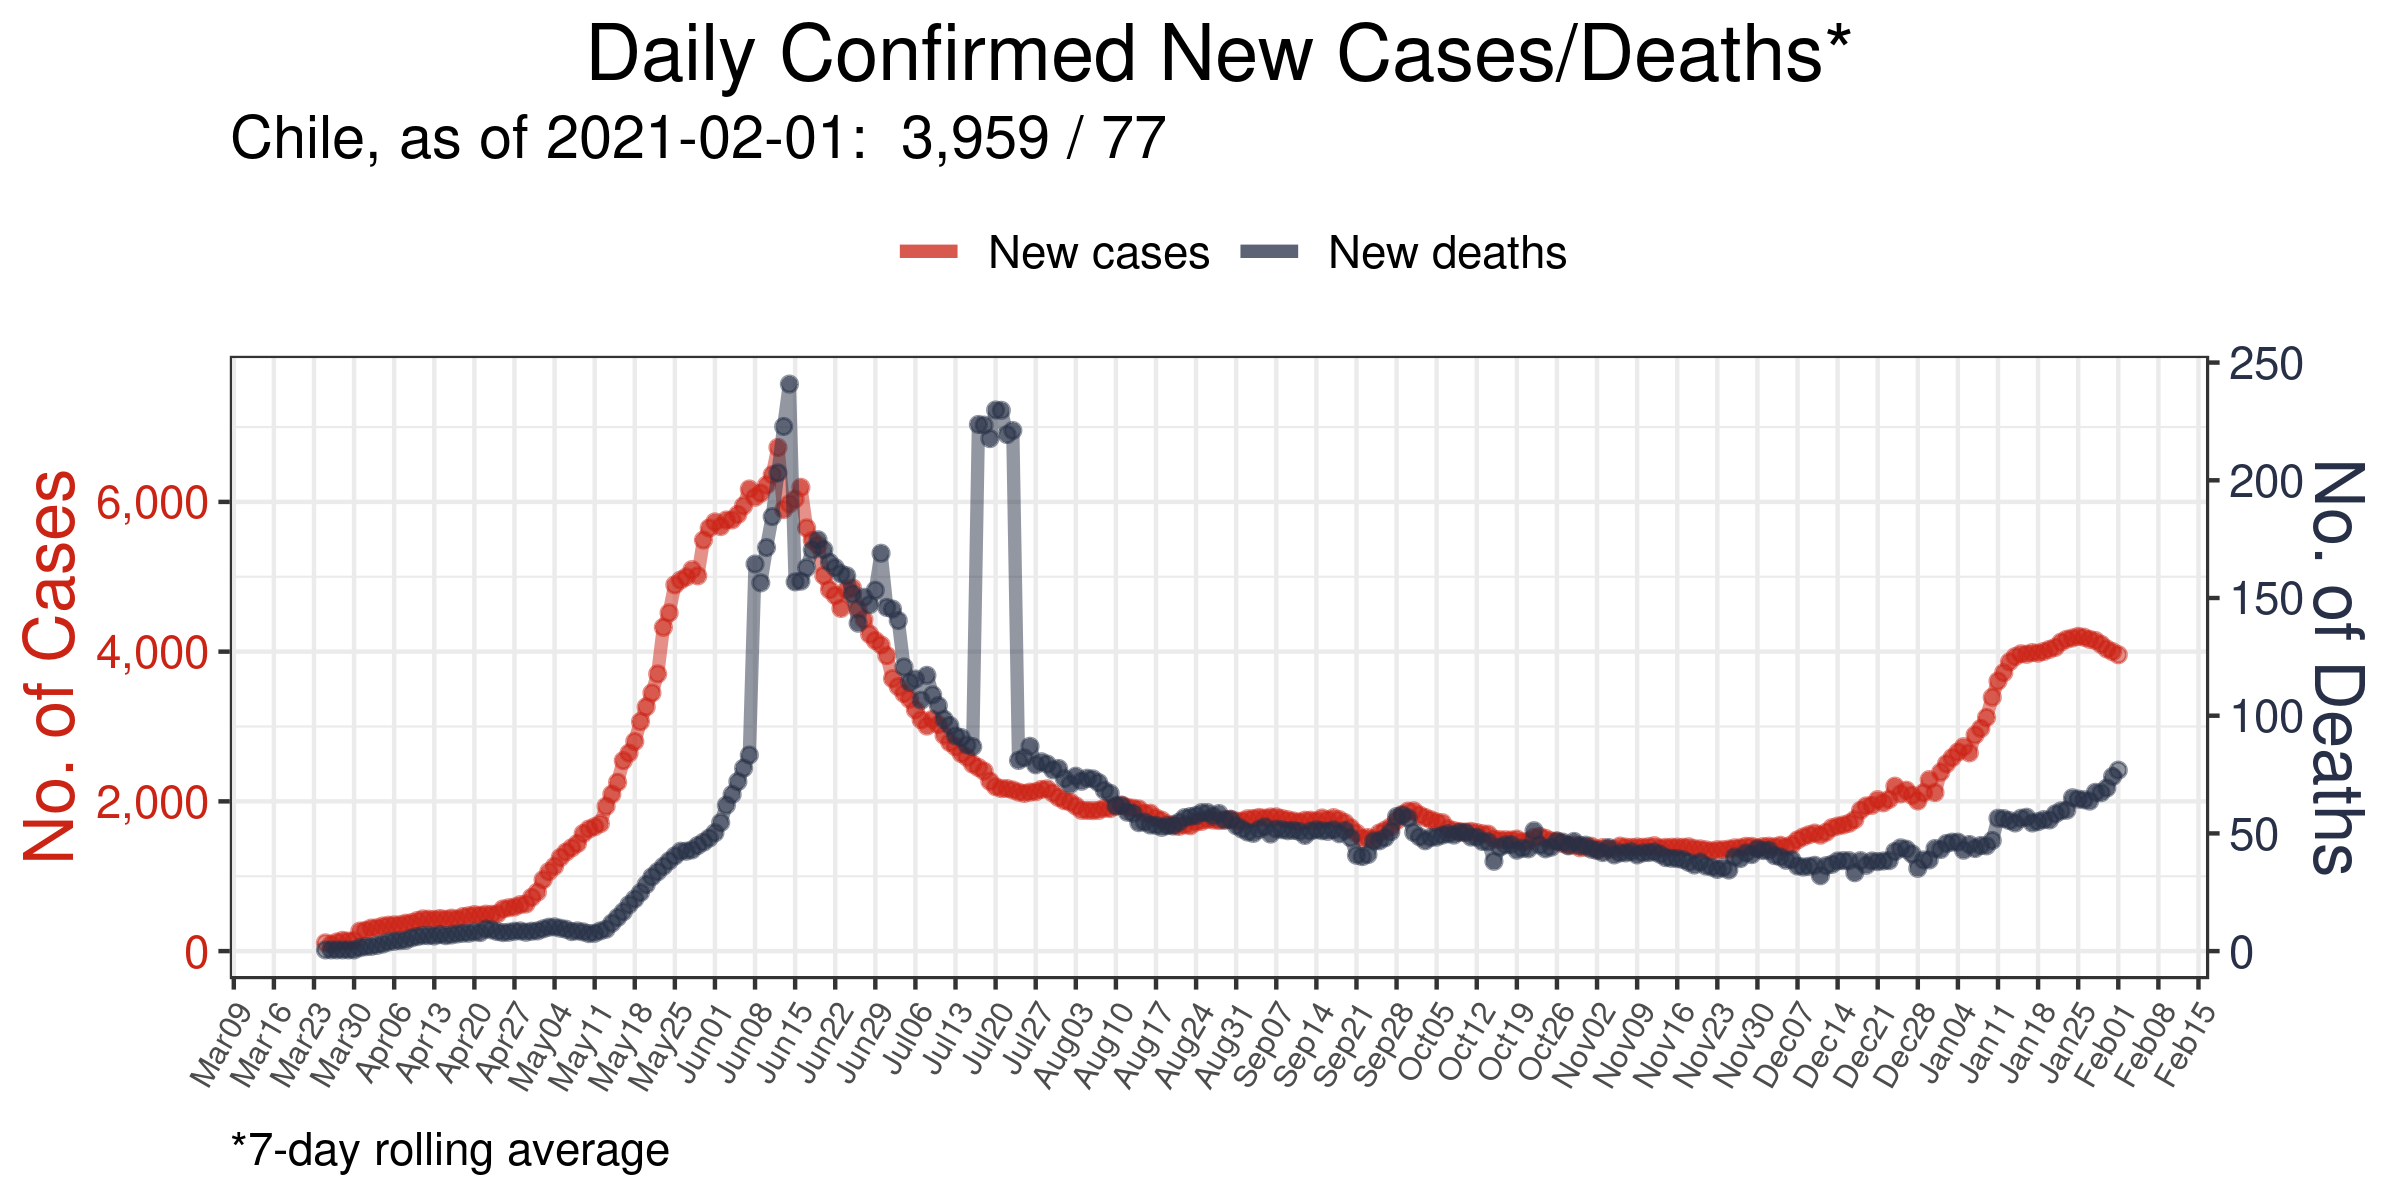 Daily Confirmed New Cases/Deaths*
Chile, as of 2021-02-01:  3,959 / 77
New cases
New deaths
No. of Cases
6,000
4,000
2,000
0
250
200
150
100
50
0
No. of Deaths
Mar09
Mar16
Mar23
Mar30
Apr06
Apr13
Apr20
Apr27
May04
May11
May18
May25
Jun01
Jun08
Jun15
Jun22
Jun29
Jul06
Jul13
Jul20
Jul27
Aug03
Aug10
Aug17
Aug24
Aug31
Sep07
Sep14
Sep21
Sep28
Oct05
Oct12
Oct19
Oct26
Nov02
Nov09
Nov16
Nov23
Nov30
Dec07
Dec14
Dec21
Dec28
Jan04
Jan11
Jan18
Jan25
Feb01
Feb08
Feb15
*7-day rolling average